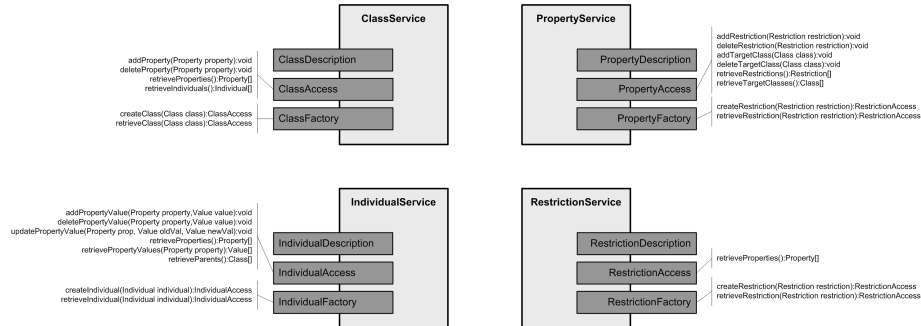 ClassService
addProperty(Property property):void
deleteProperty(Property property):void
retrieveProperties():Property[]
retrieveIndividuals():Individual[]
createClass(Class class):ClassAccess
retrieveClass(Class class):ClassAccess
ClassDescription
ClassAccess
ClassFactory
PropertyService
PropertyDescription
PropertyAccess
PropertyFactory
addRestriction(Restriction restriction):void
deleteRestriction(Restriction restriction):void
addTargetClass(Class class):void
deleteTargetClass(Class class):void
retrieveRestrictions():Restriction[]
retrieveTargetClasses():Class[]
createRestriction(Restriction restriction):RestrictionAccess
retrieveRestriction(Restriction restriction):RestrictionAccess
IndividualService
addPropertyValue(Property property,Value value):void
deletePropertyValue(Property property,Value value):void
updatePropertyValue(Property prop, Value oldVal, Value newVal):void
retrieveProperties():Property[]
retrievePropertyValues(Property property):Value[]
retrieveParents():Class[]
createIndividual(Individual individual):IndividualAccess
retrieveIndividual(Individual individual):IndividualAccess
IndividualDescription
IndividualAccess
IndividualFactory
RestrictionService
RestrictionDescription
RestrictionAccess
RestrictionFactory
retrieveProperties():Property[]
createRestriction(Restriction restriction):RestrictionAccess
retrieveRestriction(Restriction restriction):RestrictionAccess